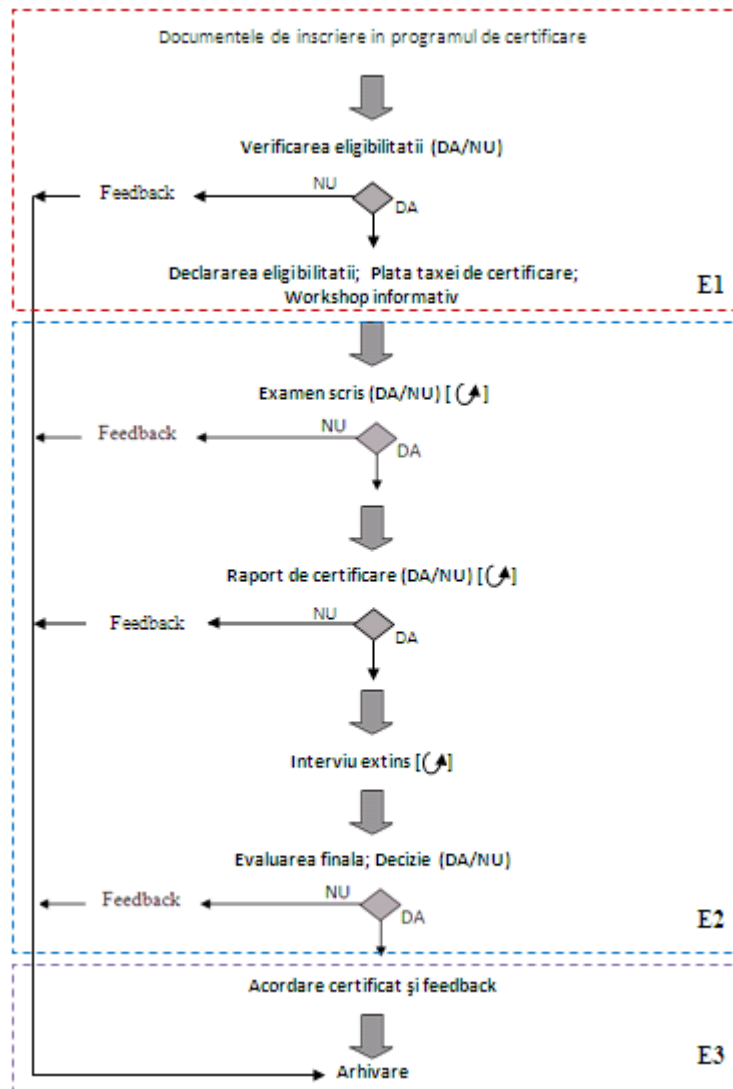 Documentele de inscriere in programul de certificare
Verificarea eligibilitatii (DA/NU)
Feedback
NU
DA
Declararea eligibilitatii; Plata taxei de certificare;
Workshop informativ
E1
Examen scris (DA/NU) [ ]
Feedback
NU
DA
Raport de certificare (DA/NU) [ ]
Feedback
NU
DA
Interviu extins [ ]
Evaluarea finala; Decizie (DA/NU)
Feedback
NU
DA
E2
Acordare certificat şi feedback
Arhivare
E3